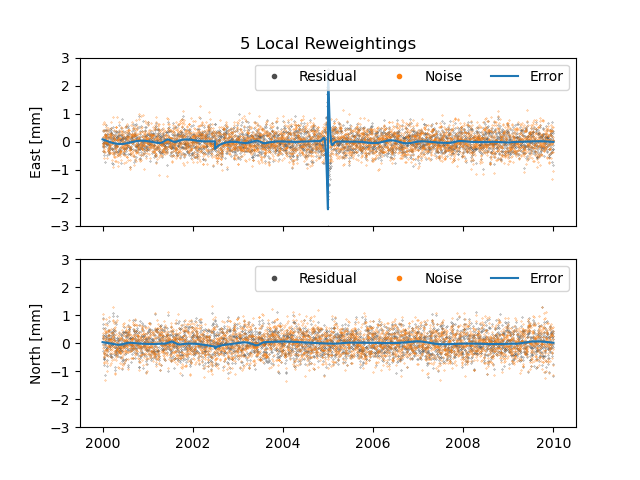 5 Local Reweightings
3
2
1
0
−1
−2
−3
East [mm]
Residual Noise Error
3
2
1
0
−1
−2
−3
North [mm]
Residual Noise Error
2000 2002 2004 2006 2008 2010